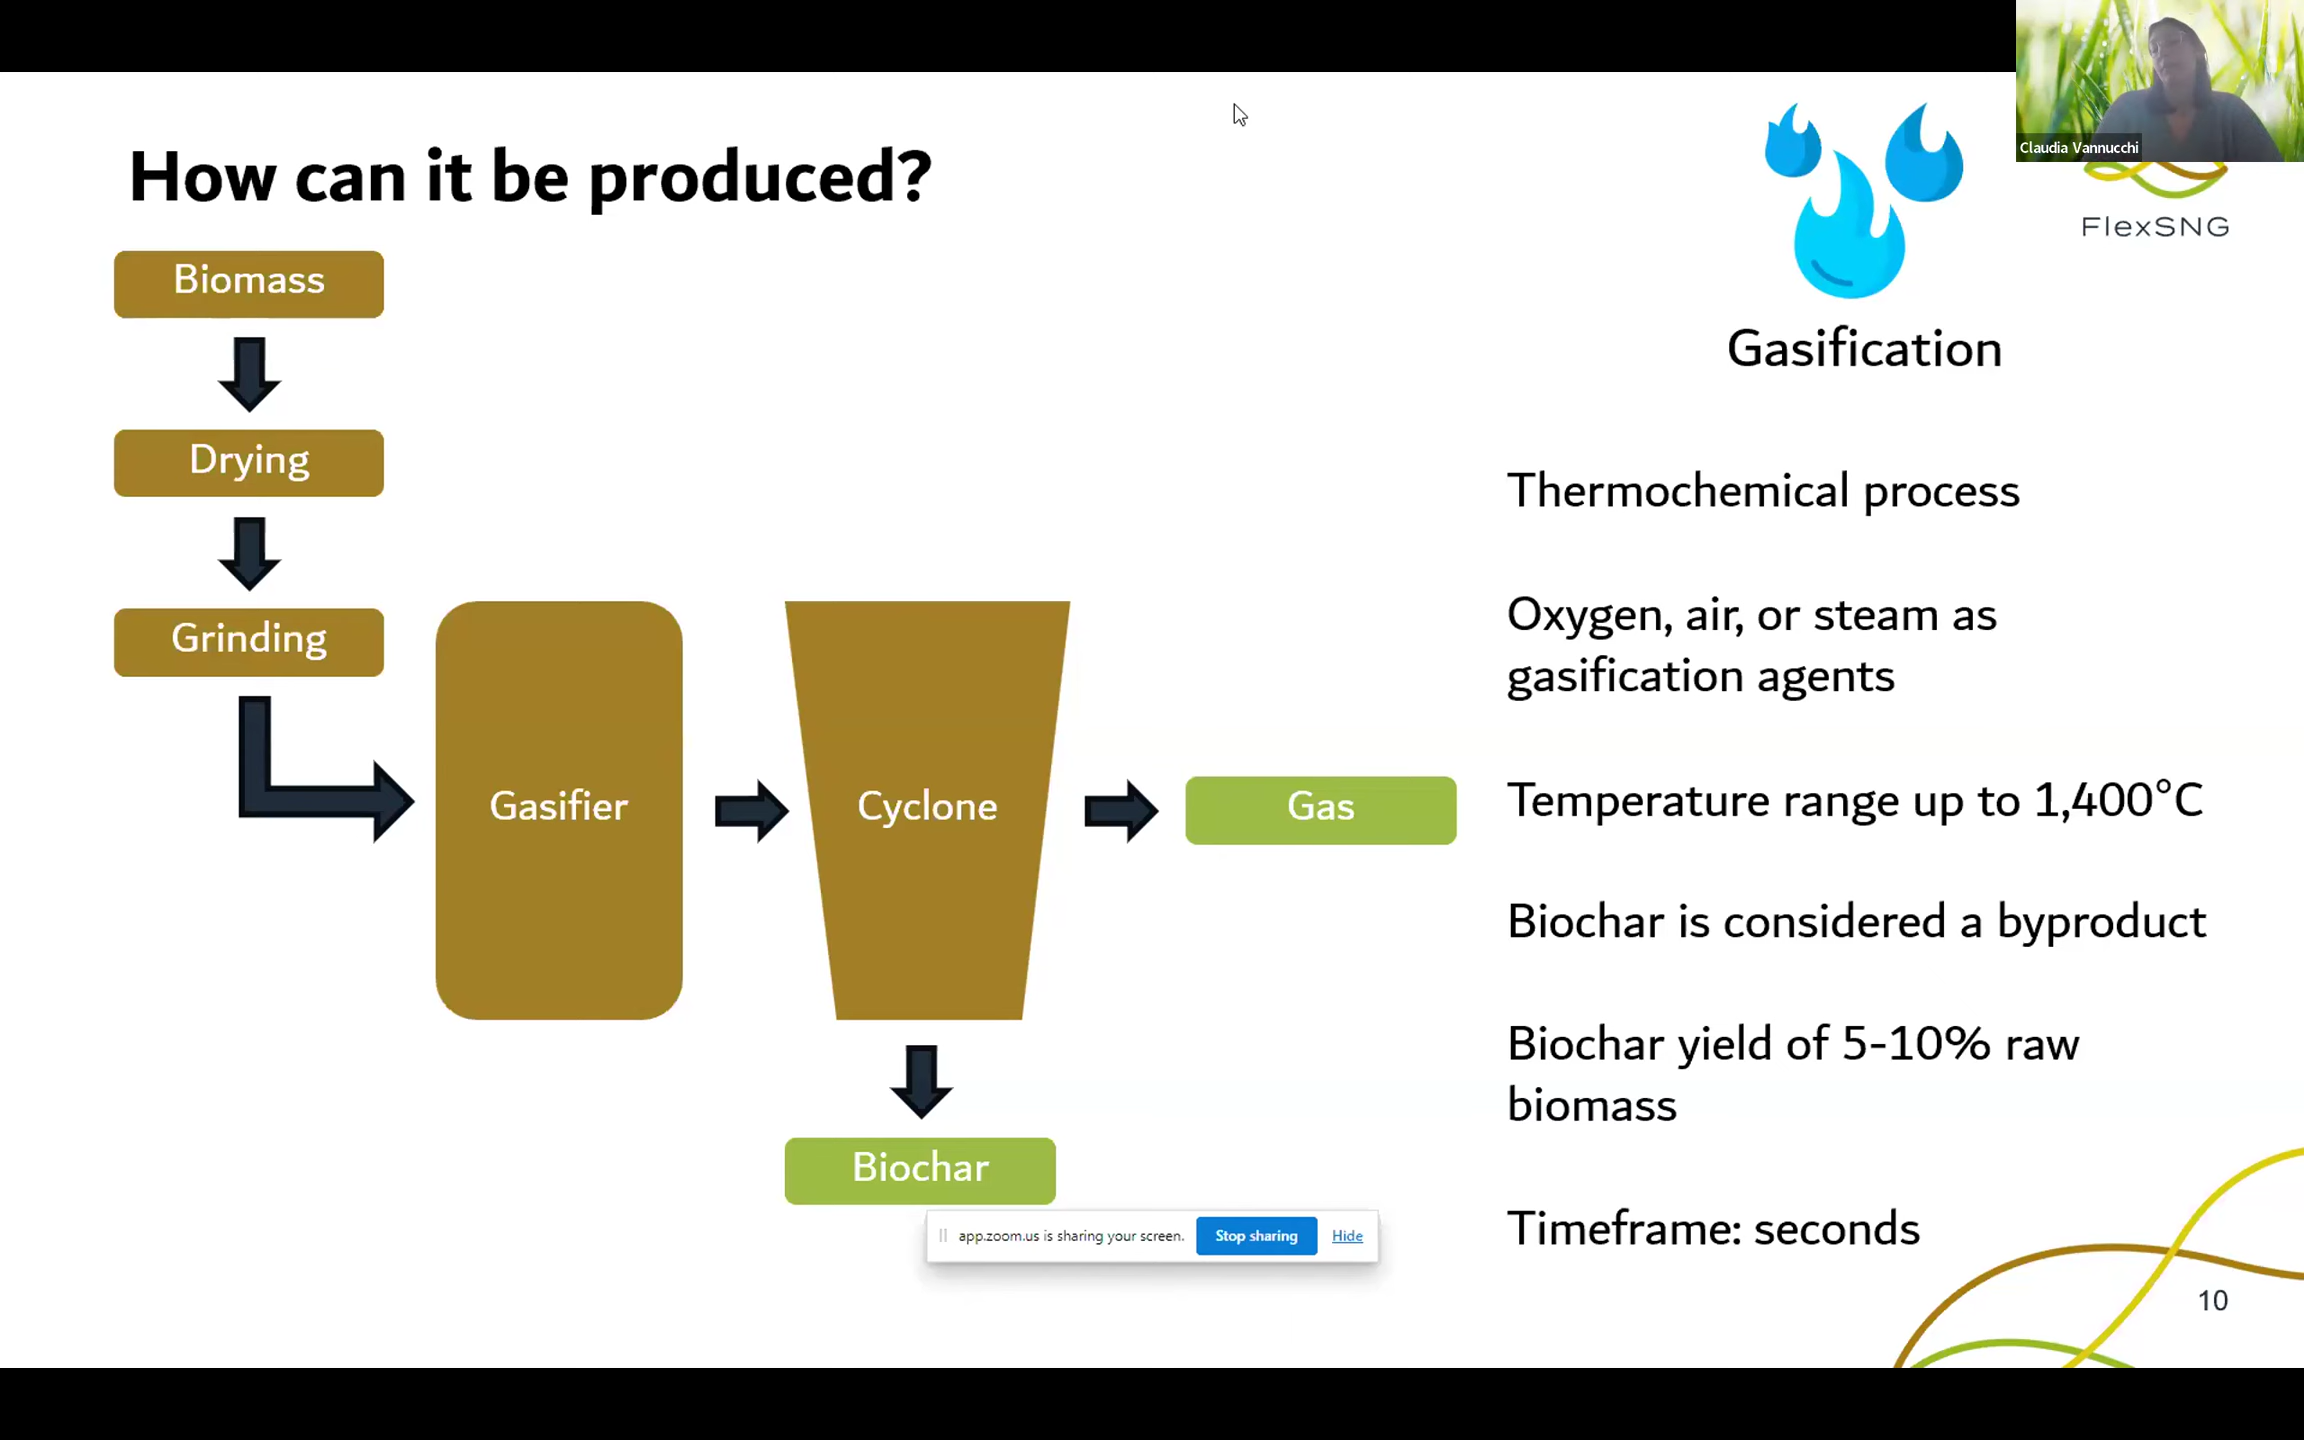 Claudia Vannucchi
How can it be produced?
FlexSNG
Biomass
Drying
Grinding
Gasifier
Cyclone
Gas
Biochar
Gasification
Thermochemical process
Oxygen, air, or steam as
gasification agents
Temperature range up to 1,400°C
Biochar is considered a byproduct
Biochar yield of 5-10% raw
biomass
Timeframe: seconds
app.zoom.us is sharing your screen.
Stop sharing
Hide
10